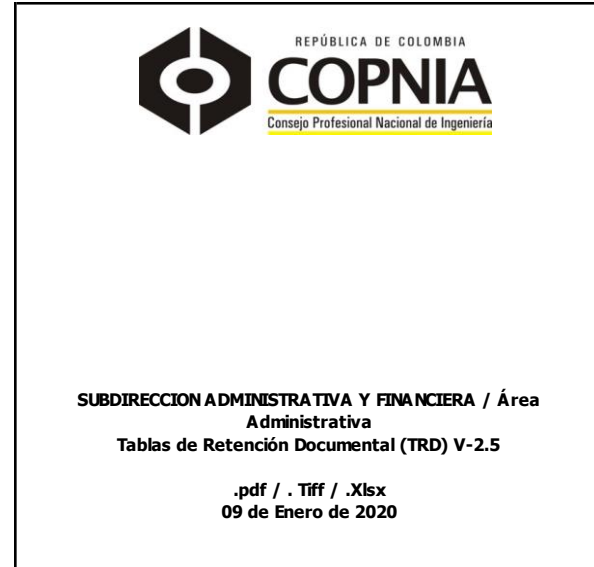 REPÚBLICA DE COLOMBIA
COPNIA
Consejo Profesional Nacional de Ingeniería
SUBDIRECCION ADMINISTRATIVA Y FINANCIERA / Área
Administrativa
Tablas de Retención Documental (TRD) V-2.5
.pdf / . Tiff / .Xlsx
09 de Enero de 2020